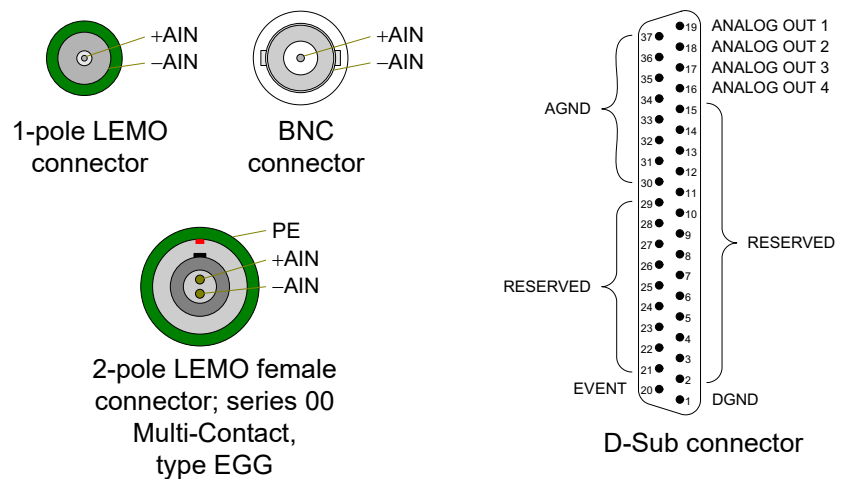 +AIN
−AIN
1-pole LEMO
connector
+AIN
−AIN
BNC
connector
PE
+AIN
−AIN
2-pole LEMO female
connector; series 00
Multi-Contact,
type EGG
19 ANALOG OUT 1
37
18 ANALOG OUT 2
36
17 ANALOG OUT 3
35
16 ANALOG OUT 4
34
AGND
15
33
14
32
13
31
12
30
11
29
10
28
9
27
8
RESERVED
26
7
RESERVED
25
6
24
5
23
4
22
3
21
2
EVENT 20
1 DGND
D-Sub connector